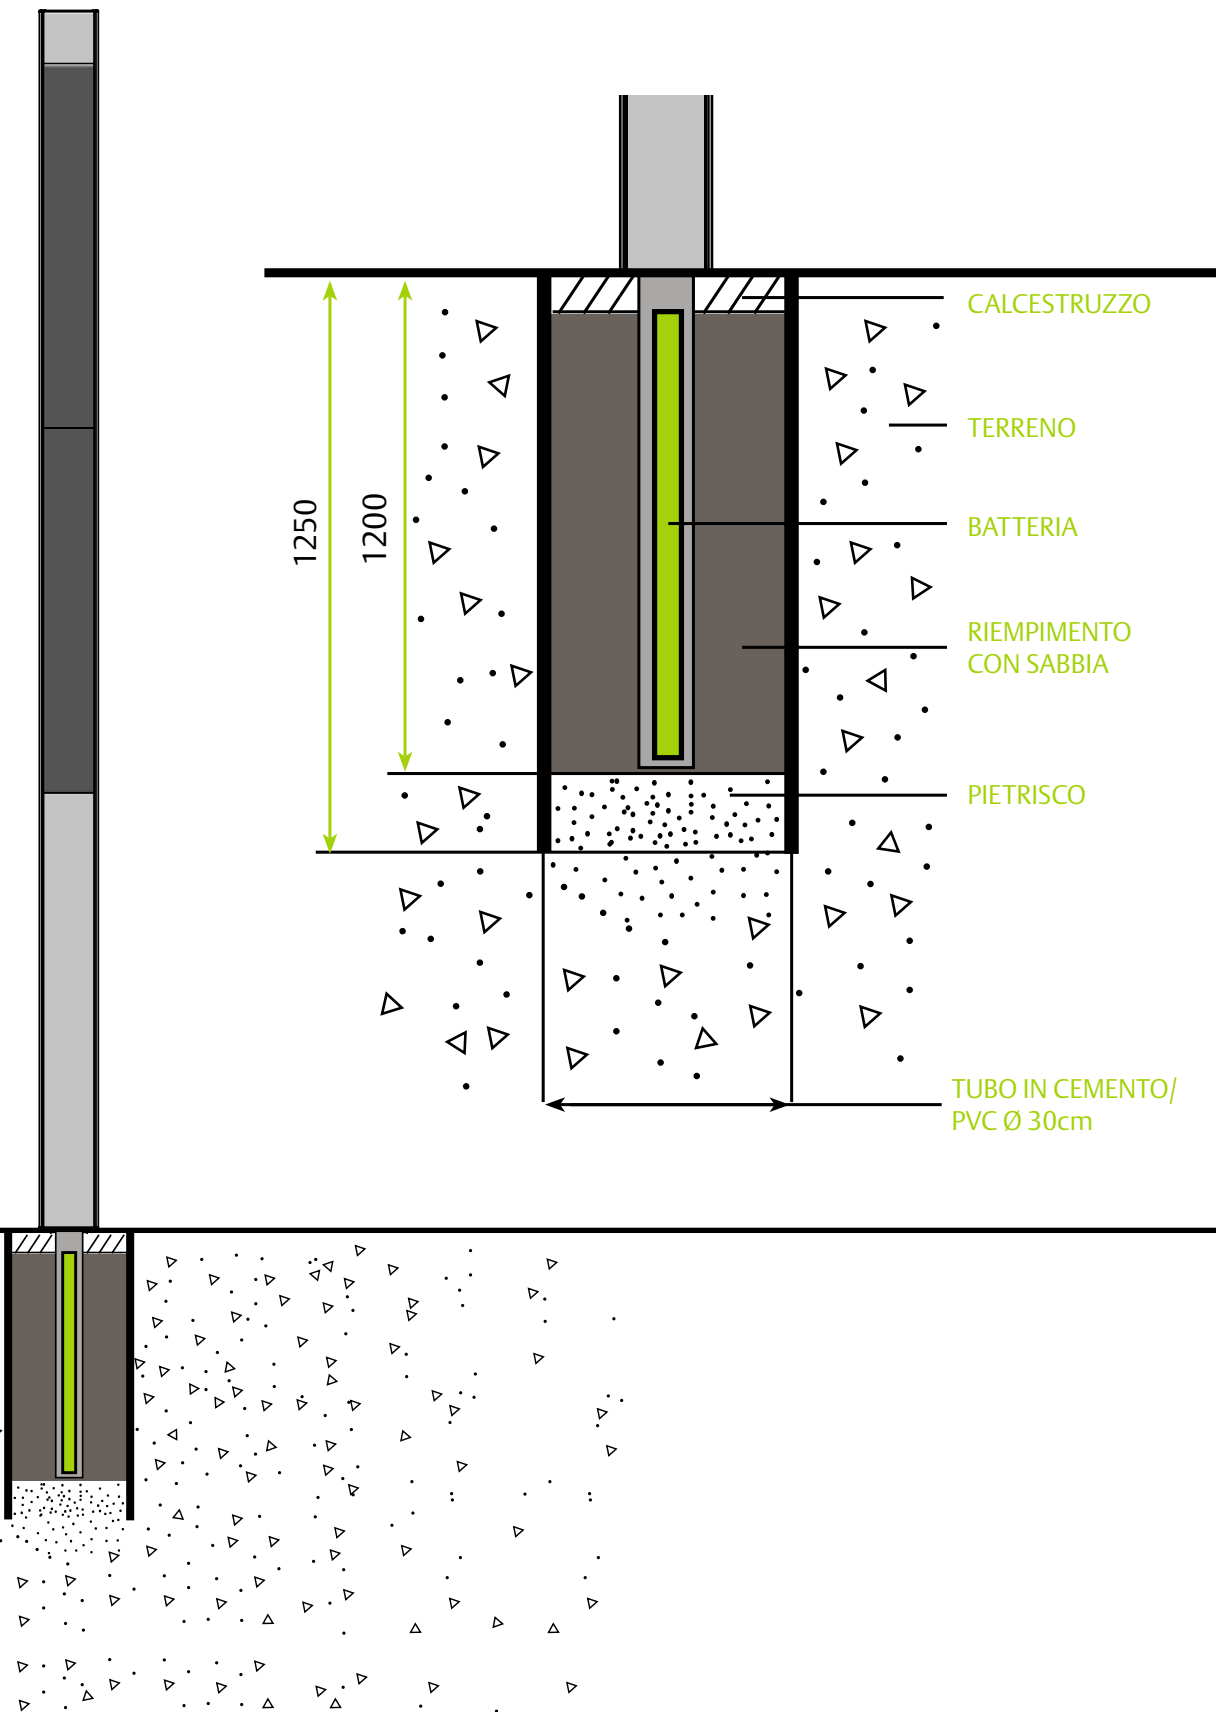 CALCESTRUZZO
TERRENO
1250
1200
BATTERIA
RIEMPIMENTO
CON SABBIA
PIETRISCO
TUBO IN CEMENTO/
PVC Ø 30cm